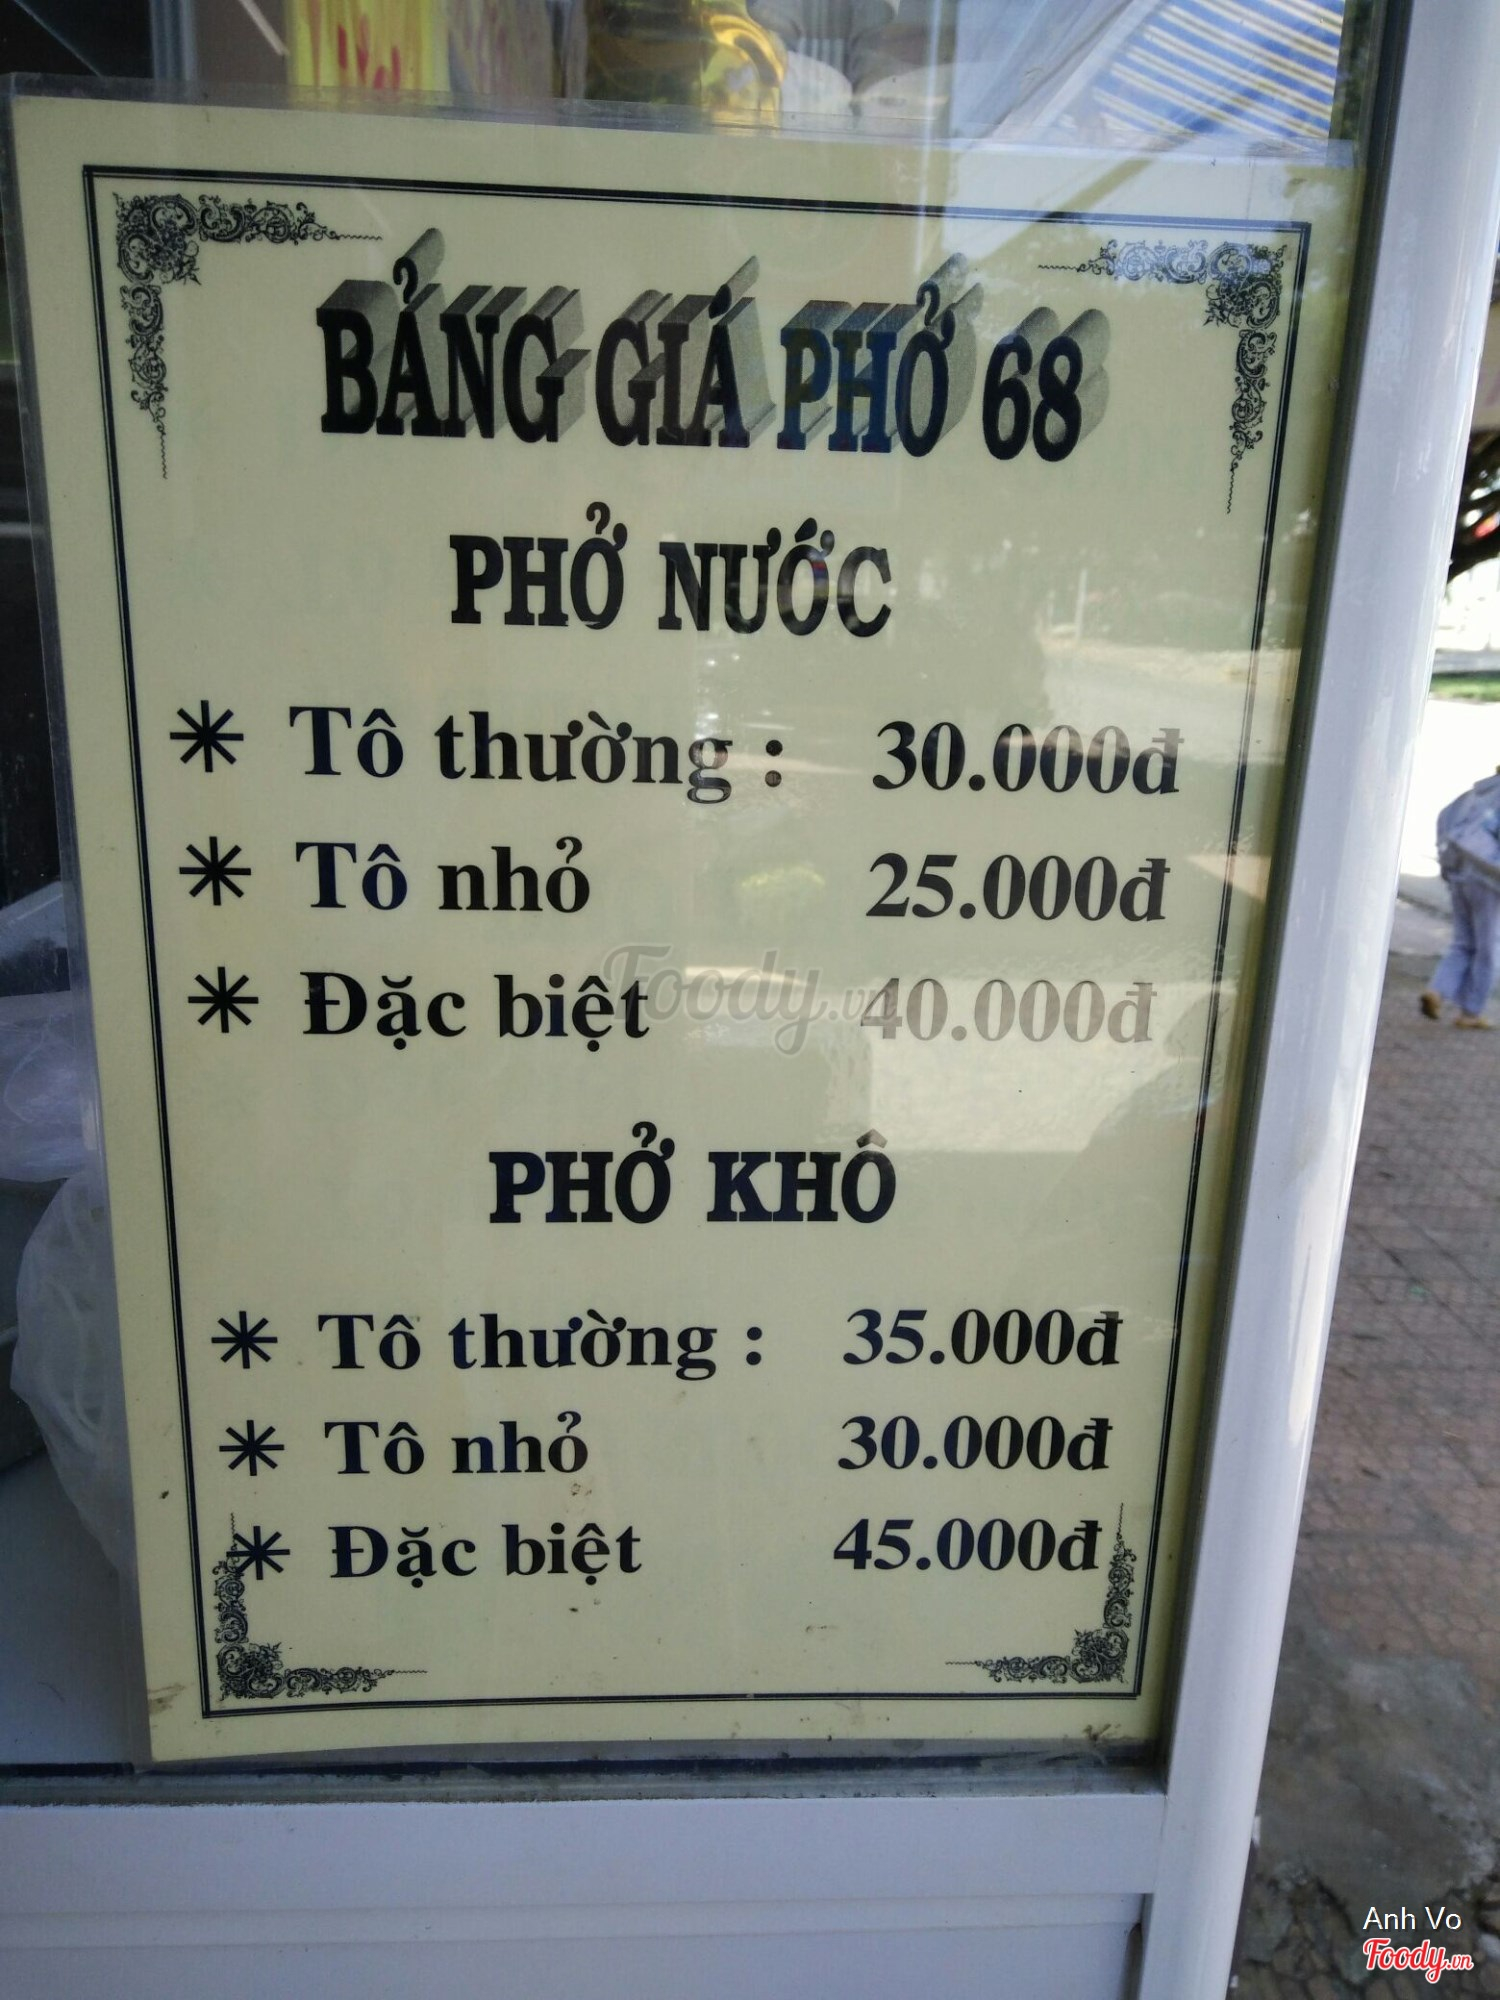 BẢNG GIÁ PHỞ 68
PHỞ NƯỚC
Tô thường : 30.000đ
Tô nhỏ 25.000đ
Đặc biệt 40.000đ
Foody.vn
PHỞ KHÔ
Tô thường : 35.000đ
Tô nhỏ 30.000đ
Đặc biệt 45.000đ
Anh Vo
Foody.vn